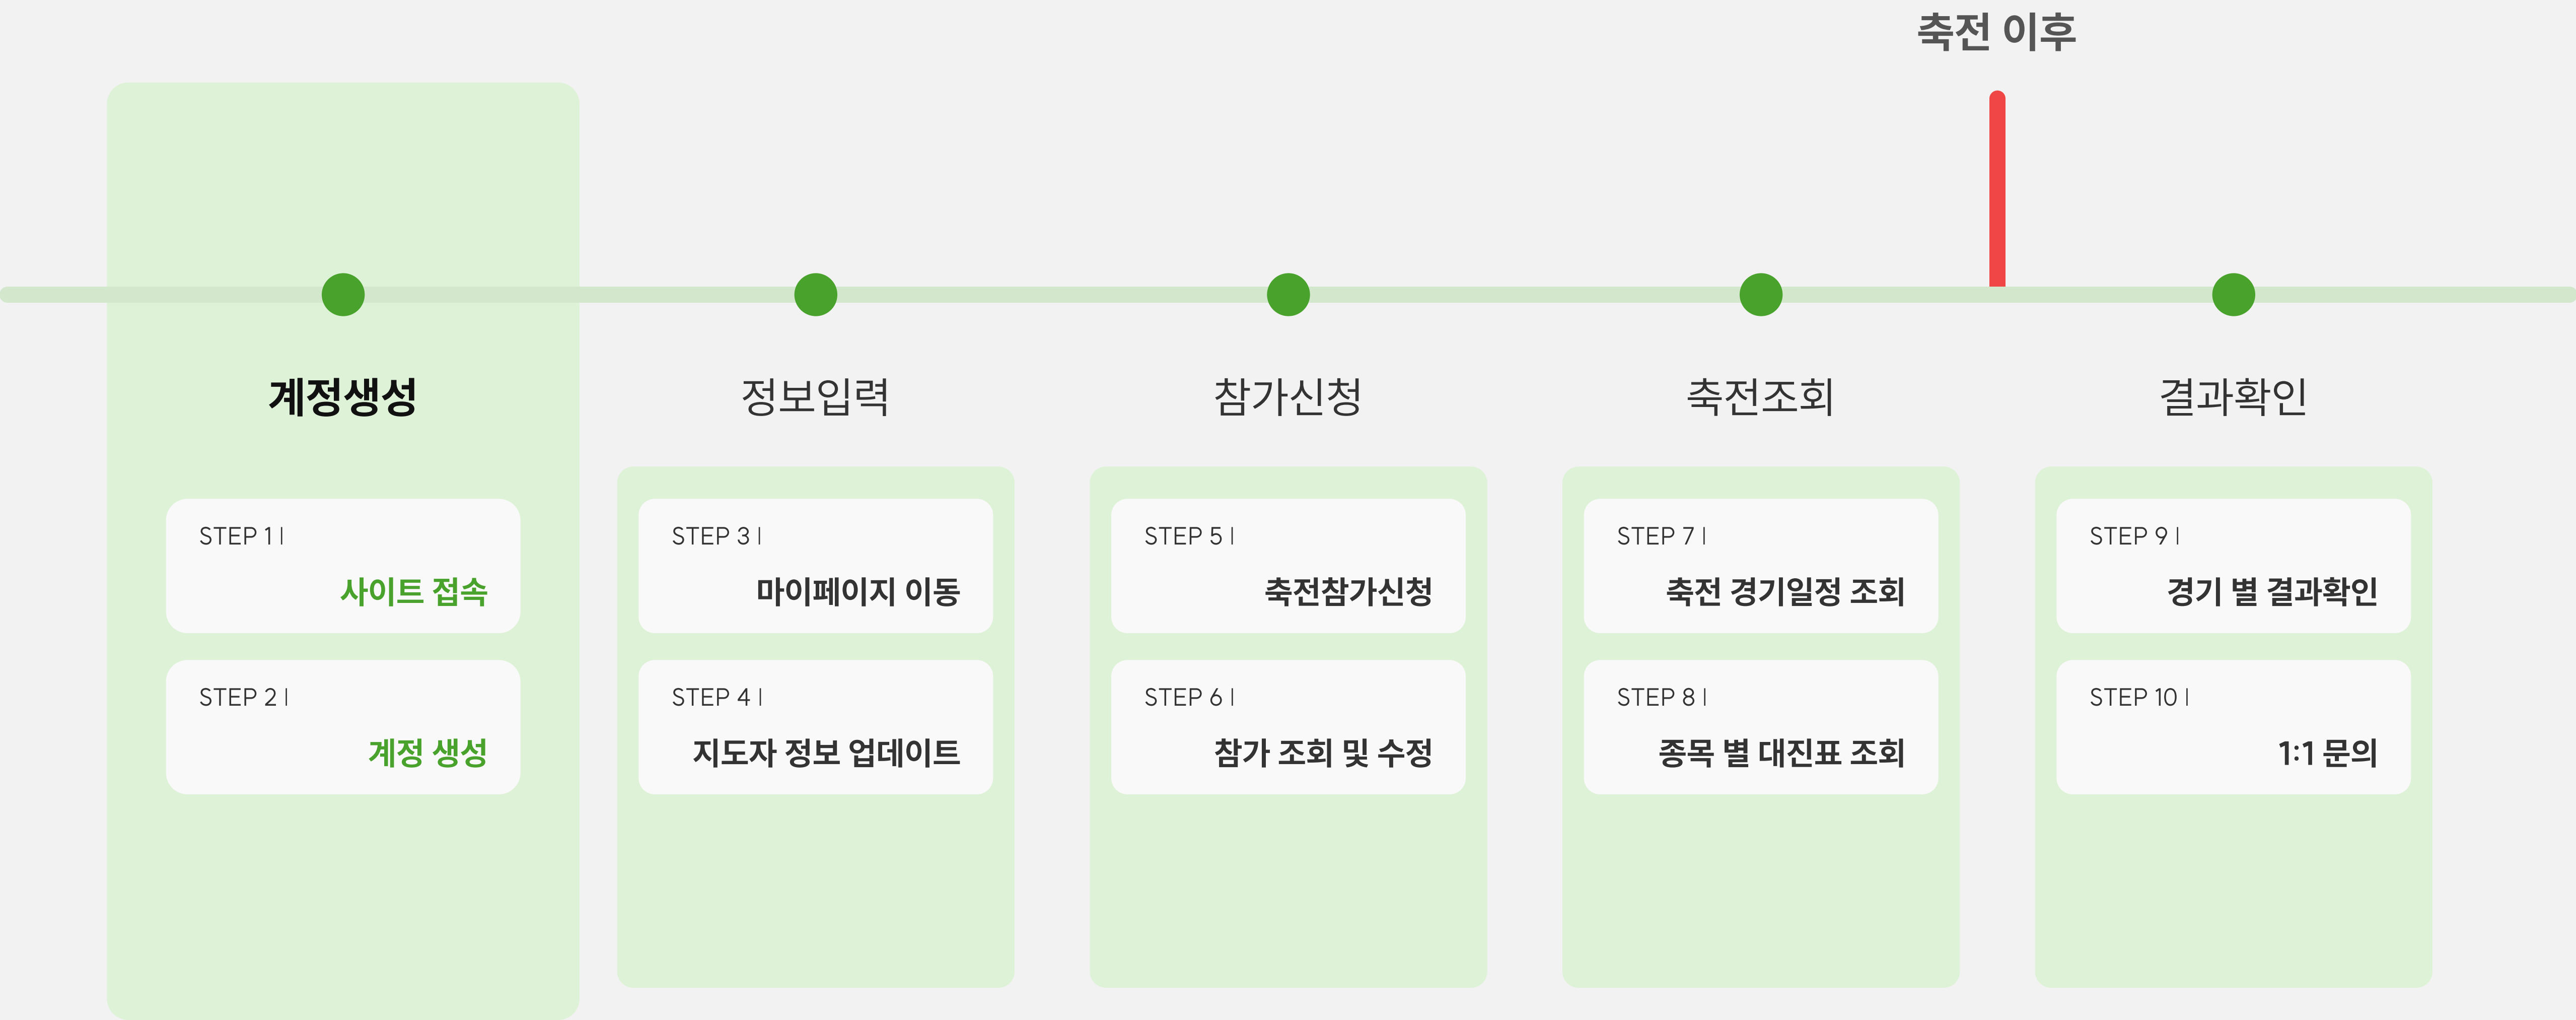 축전 이후
계정생성
STEP 1 |
사이트 접속
STEP 2 |
계정 생성
정보입력
STEP 3 |
마이페이지 이동
STEP 4 |
지도자 정보 업데이트
참가신청
STEP 5 |
축전참가신청
STEP 6 |
참가 조회 및 수정
축전조회
STEP 7 |
축전 경기일정 조회
STEP 8 |
종목 별 대진표 조회
결과확인
STEP 9 |
경기 별 결과확인
STEP 10 |
1:1 문의